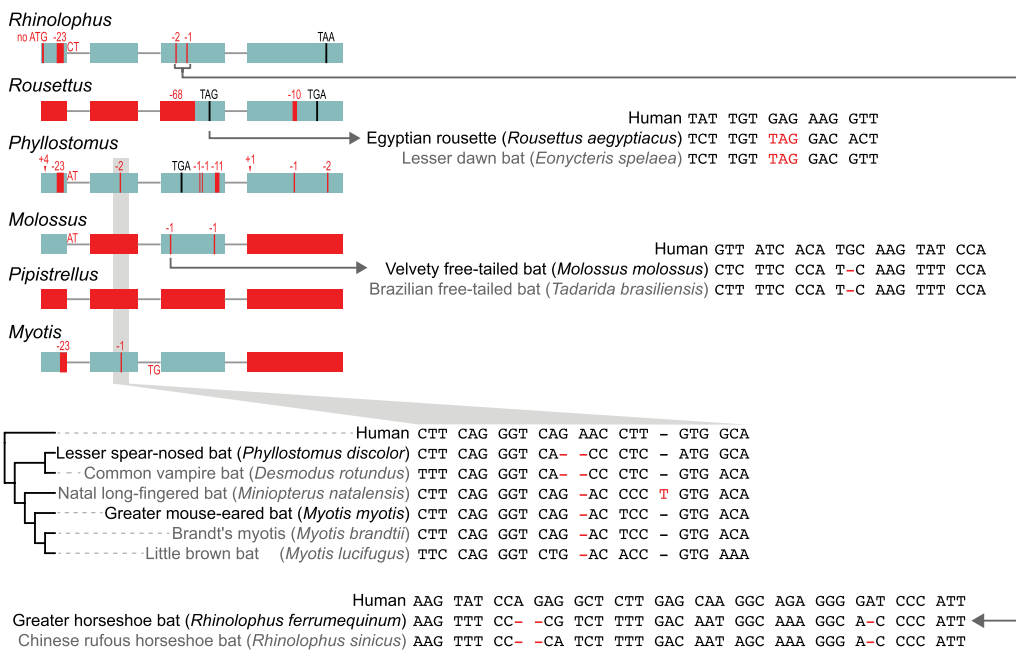 Rhinolophus
no ATG -23 CT -2 -1 TAA
Rousettus
-68 TAG -10 TGA
Human TAT TGT GAG AAG GTT
Egyptian rousette (Rousettus aegyptiacus) TCT TGT TAG GAC ACT
Lesser dawn bat (Eonycteris spelaea) TCT TGT TAG GAC GTT
Phyllostomus
+4 -23 AT -2 TGA -1 -1 -11 +1 -1 -2
Molossus
AT -1 -1
Human GTT ATC ACA TGC AAG TAT CCA
Velvety free-tailed bat (Molossus molossus) CTC TTC CCA T-C AAG TTT CCA
Brazilian free-tailed bat (Tadarida brasiliensis) CTT TTC CCA T-C AAG TTT CCA
Pipistrellus
Myotis
-23 -1 TG
Human CTT CAG GGT CAG AAC CTT - GTG GCA
Lesser spear-nosed bat (Phyllostomus discolor) CTT CAG GGT CA- -CC CTC - ATG GCA
Common vampire bat (Desmodus rotundus) TTT CAG GGT CA- -CC CTC - GTG ACA
Natal long-fingered bat (Miniopterus natalensis) CTT CAG GGT CAG -AC CCC T GTG ACA
Greater mouse-eared bat (Myotis myotis) CTT CAG GGT CAG -AC TCC - GTG ACA
Brandt's myotis (Myotis brandtii) CTT CAG GGT CAG -AC TCC - GTG ACA
Little brown bat (Myotis lucifugus) TTC CAG GGT CTG -AC ACC - GTG AAA
Human AAG TAT CCA GAG GCT CTT GAG CAA GGC AGA GGG GAT CCC ATT
Greater horseshoe bat (Rhinolophus ferrumequinum) AAG TTT CC- -CG TCT TTT GAC AAT GGC AAA GGC A-C CCC ATT
Chinese rufous horseshoe bat (Rhinolophus sinicus) AAG TTT CC- -CA TCT TTT GAC AAT AGC AAA GGG A-C CCC ATT